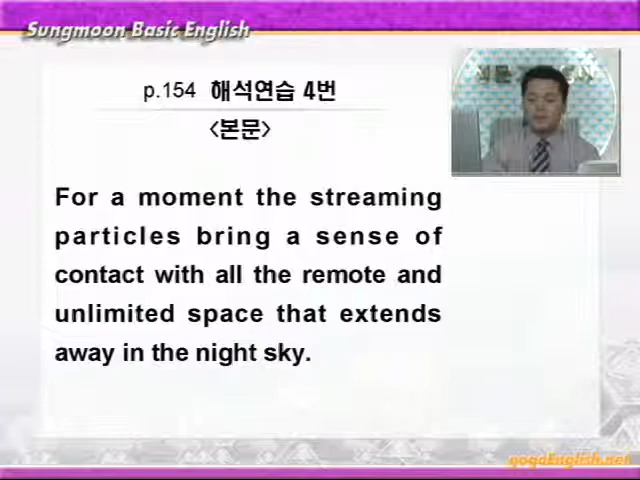 Sungmoon Basic English
p.154 해석연습 4번
<본문>
For a moment the streaming
particles bring a sense of
contact with all the remote and
unlimited space that extends
away in the night sky.
gogoEnglish.net